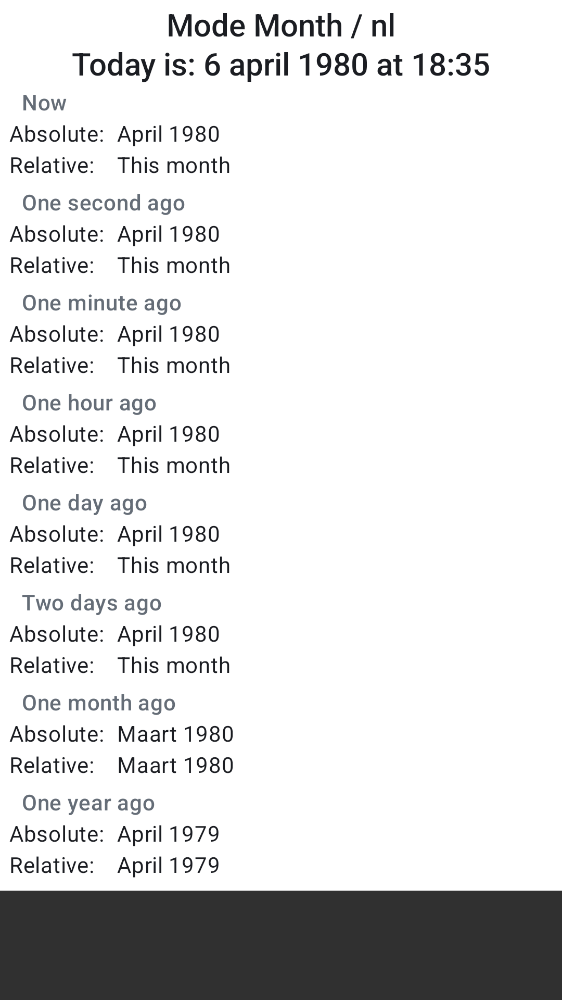 Mode Month / nl
Today is: 6 april 1980 at 18:35
Now
Absolute: April 1980
Relative: This month
One second ago
Absolute: April 1980
Relative: This month
One minute ago
Absolute: April 1980
Relative: This month
One hour ago
Absolute: April 1980
Relative: This month
One day ago
Absolute: April 1980
Relative: This month
Two days ago
Absolute: April 1980
Relative: This month
One month ago
Absolute: Maart 1980
Relative: Maart 1980
One year ago
Absolute: April 1979
Relative: April 1979